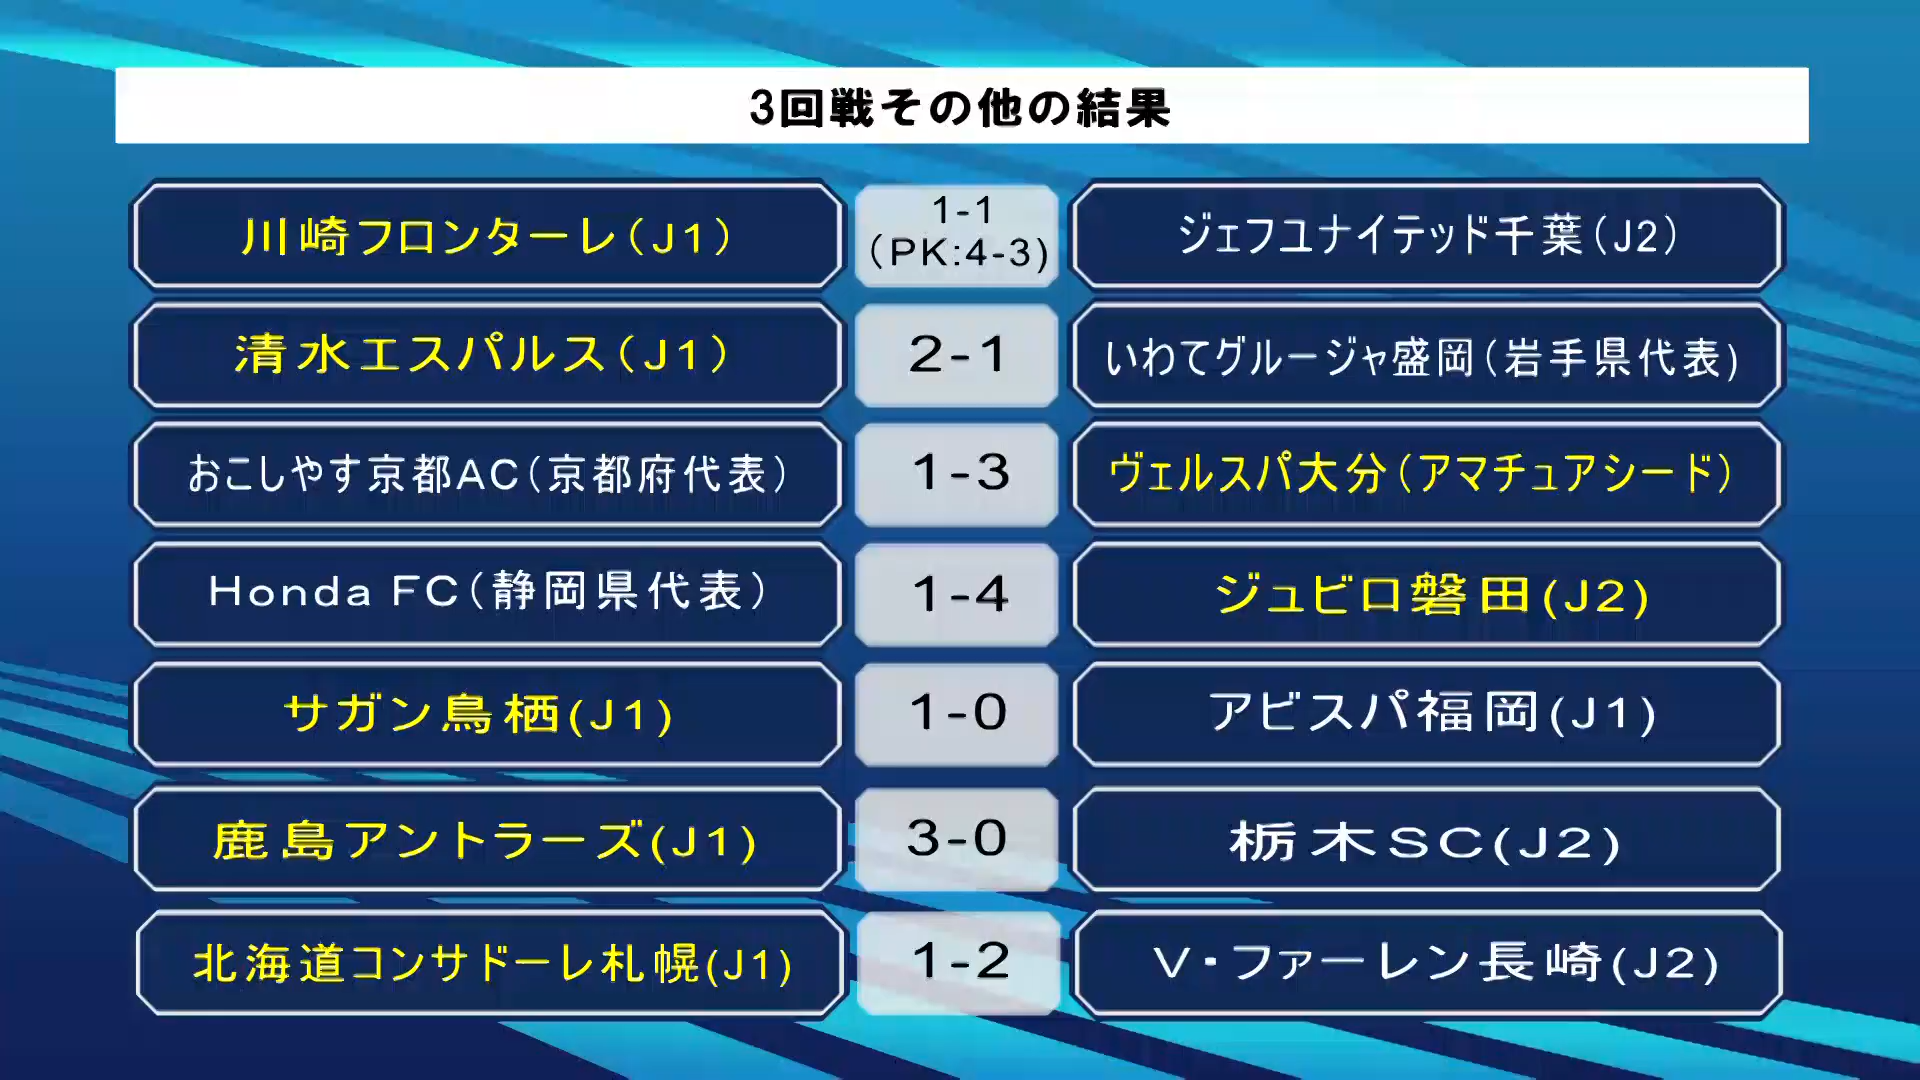 3回戦その他の結果
川崎フロンターレ(J1) 1-1 (PK:4-3) ジェフユナイテッド千葉(J2)
清水エスパルス(J1) 2-1 いわてグルージャ盛岡(岩手県代表)
おこしやす京都AC(京都府代表) 1-3 ヴェルスパ大分(アマチュアシード)
Honda FC(静岡県代表) 1-4 ジュビロ磐田(J2)
サガン鳥栖(J1) 1-0 アビスパ福岡(J1)
鹿島アントラーズ(J1) 3-0 栃木SC(J2)
北海道コンサドーレ札幌(J1) 1-2 V・ファーレン長崎(J2)